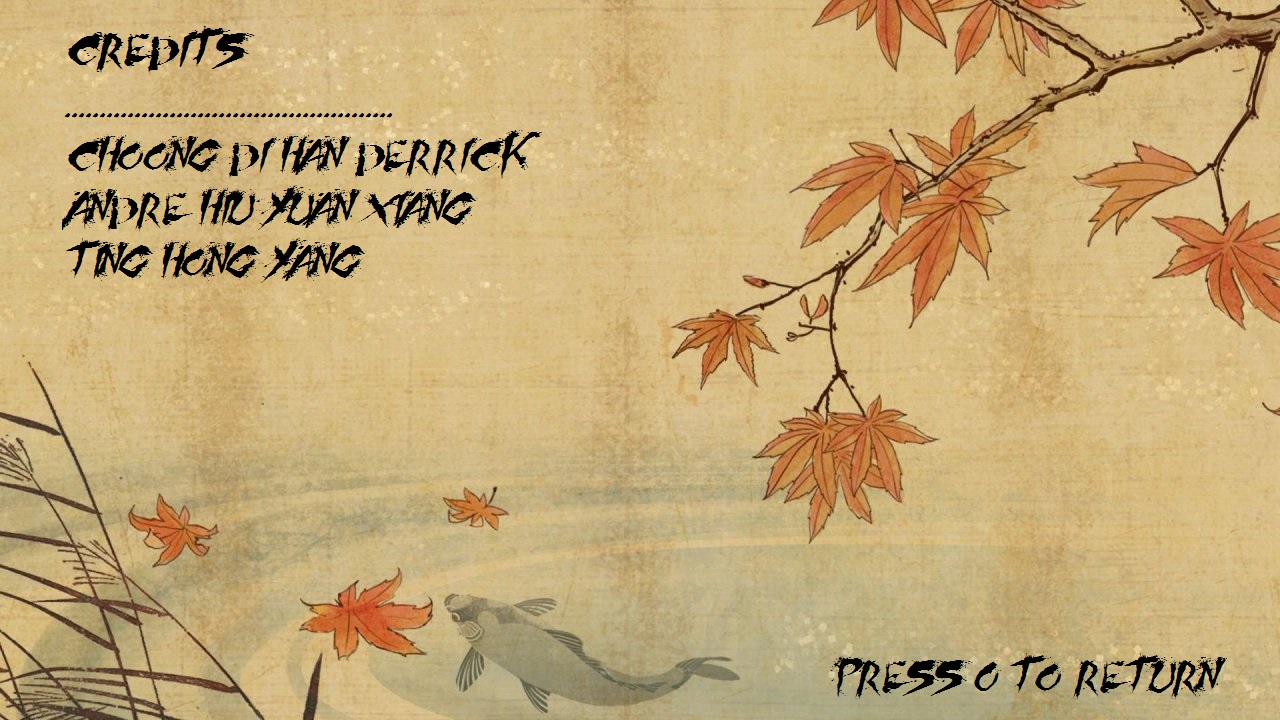 CREDITS
...............................................
CHOONG DI HAN DERRICK
ANDRE HIU YUAN XIANG
TING HONG YANG
PRESS O TO RETURN